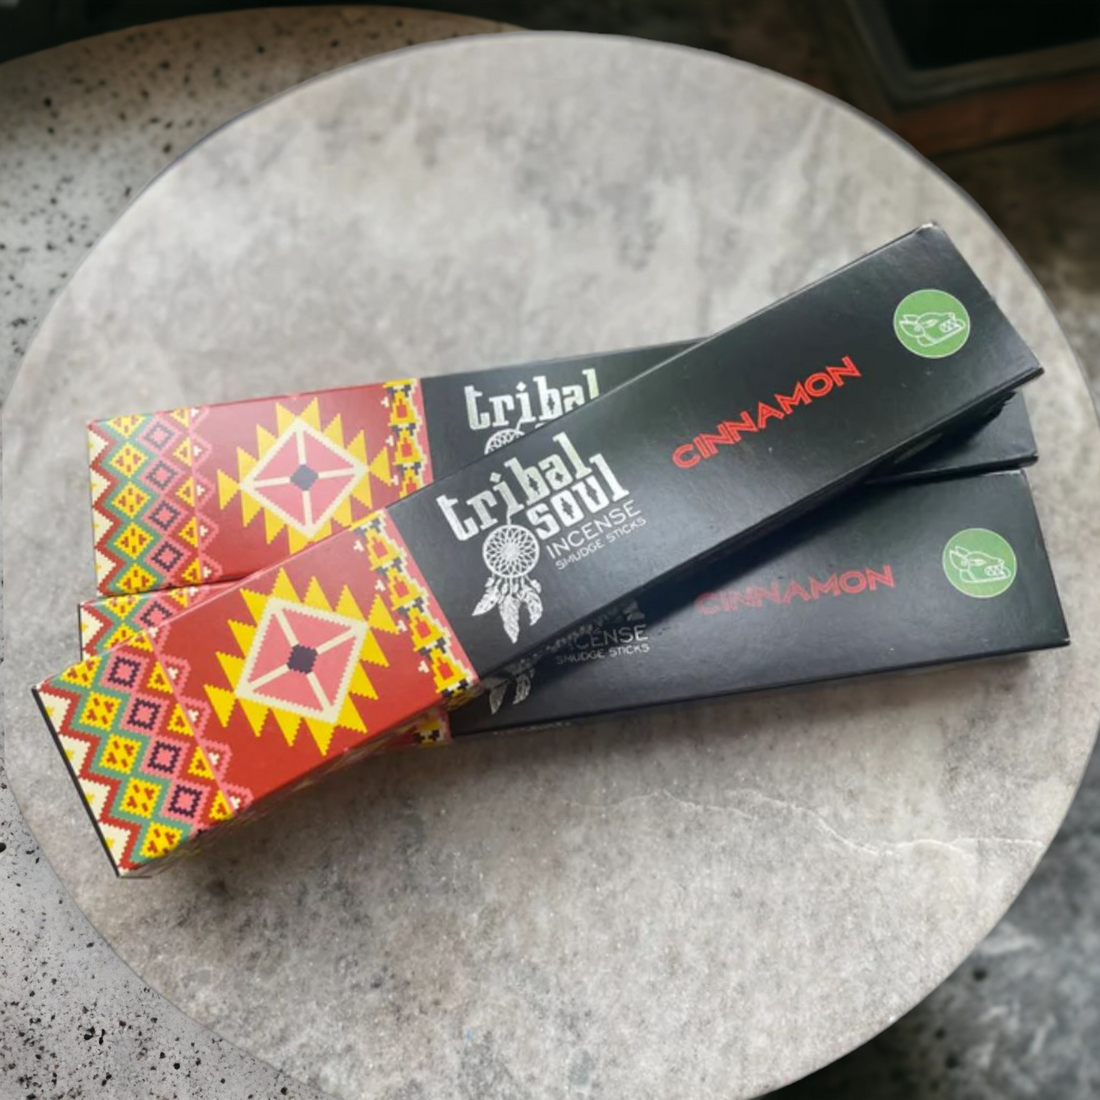 tribal
tribal
soul
INCENSE
SMUDGE STICKS
CINNAMON
CINNAMON
INCENSE
SMUDGE STICKS